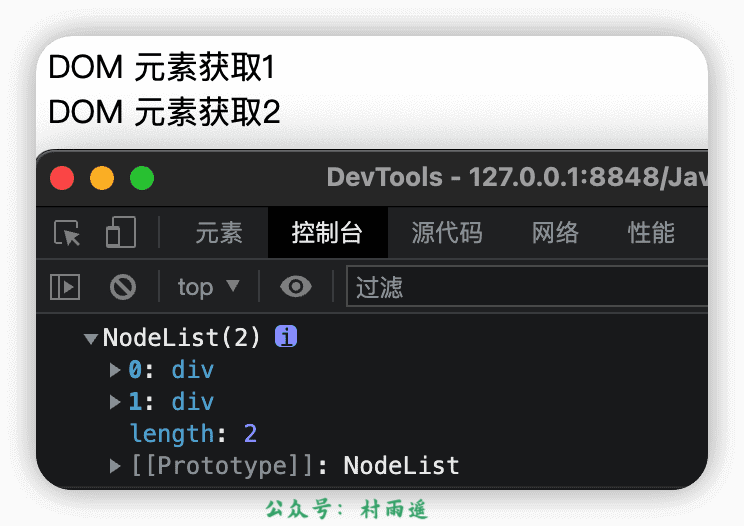 DOM 元素获取1
DOM 元素获取2
DevTools - 127.0.0.1:8848/Jav
元素 控制台 源代码 网络 性能
top 过滤
NodeList(2) i
0: div
1: div
length: 2
[[Prototype]]: NodeList
公众号：村雨遥